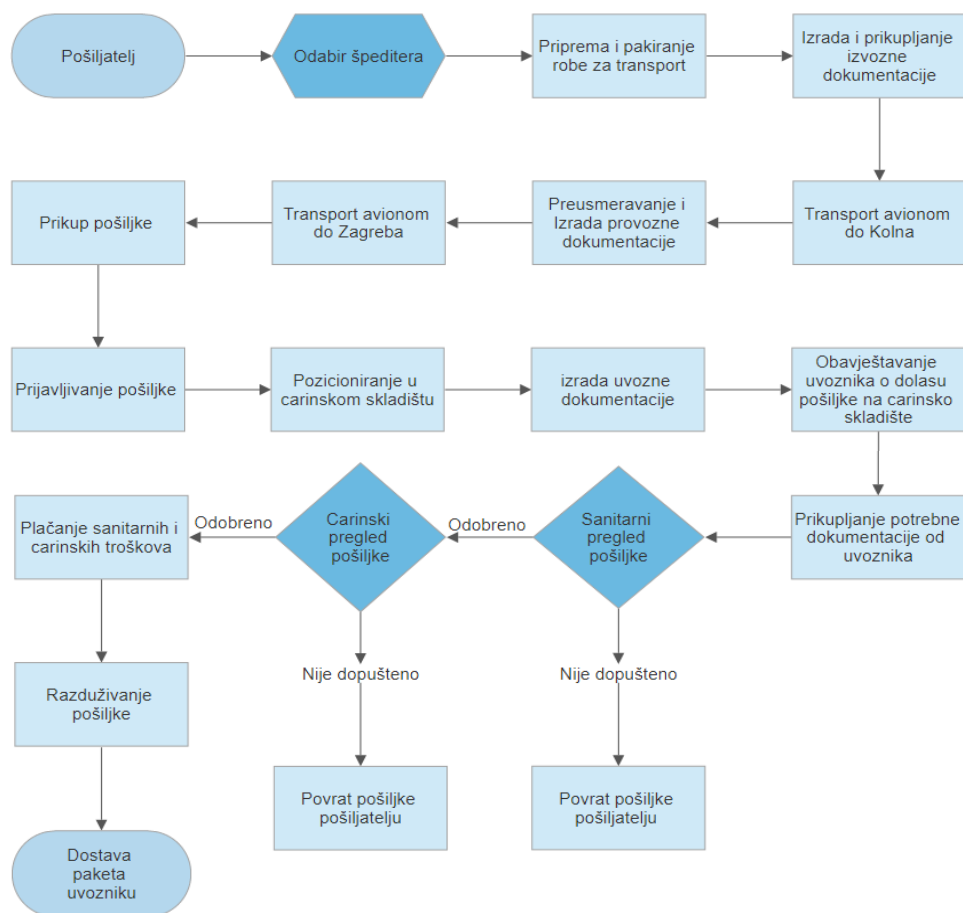 Pošiljatelj
Odabir špeditera
Priprema i pakiranje
robe za transport
Izrada i prikupljanje
izvozne
dokumentacije
Transport avionom
do Kolna
Preusmeravanje i
Izrada provozne
dokumentacije
Transport avionom
do Zagreba
Prikup pošiljke
Prijavljivanje pošiljke
Pozicioniranje u
carinskom skladištu
izrada uvozne
dokumentacije
Obavještavanje
uvoznika o dolasu
pošiljke na carinsko
skladište
Prikupljanje potrebne
dokumentacije od
uvoznika
Sanitarni
pregled
pošiljke
Odobreno
Carinski
pregled
pošiljke
Odobreno
Plačanje sanitarnih i
carinskih troškova
Nije dopušteno
Nije dopušteno
Razduživanje
pošiljke
Povrat pošiljke
pošiljatelju
Povrat pošiljke
pošiljatelju
Dostava
paketa
uvozniku